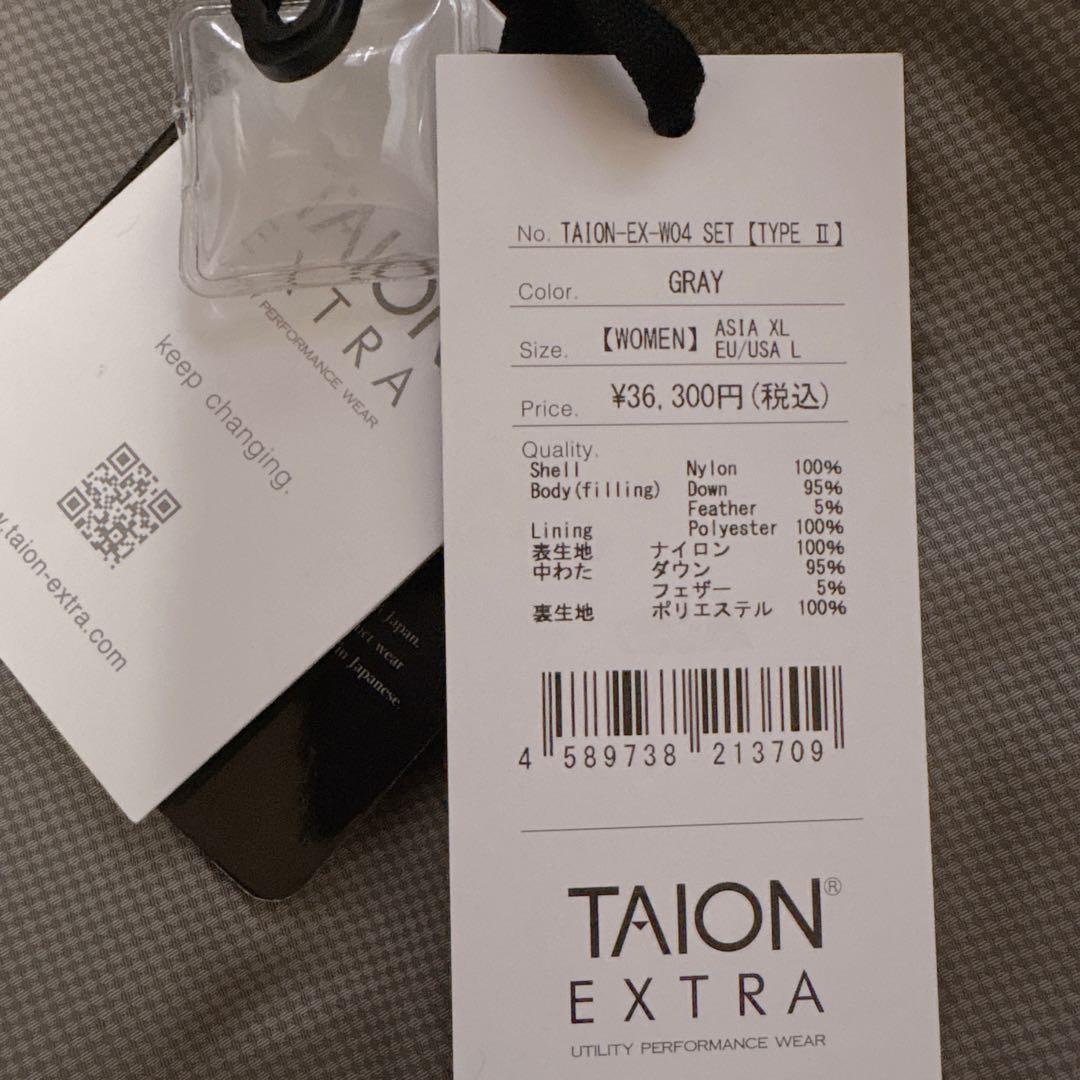 No. TAION-EX-W04 SET【TYPE Ⅱ】
Color. GRAY
Size. 【WOMEN】 ASIA XL
EU/USA L
Price. ¥36,300円(税込)
Quality.
Shell Nylon 100%
Body(filling) Down 95%
Feather 5%
Lining Polyester 100%
表生地 ナイロン 100%
中わた ダウン 95%
フェザー 5%
裏生地 ポリエステル 100%
4 589738 213709
TAION®
EXTRA
UTILITY PERFORMANCE WEAR
TAION
EXTRA
PERFORMANCE WEAR
keep changing.
.taion-extra.com
japan.
wear
in Japanese.